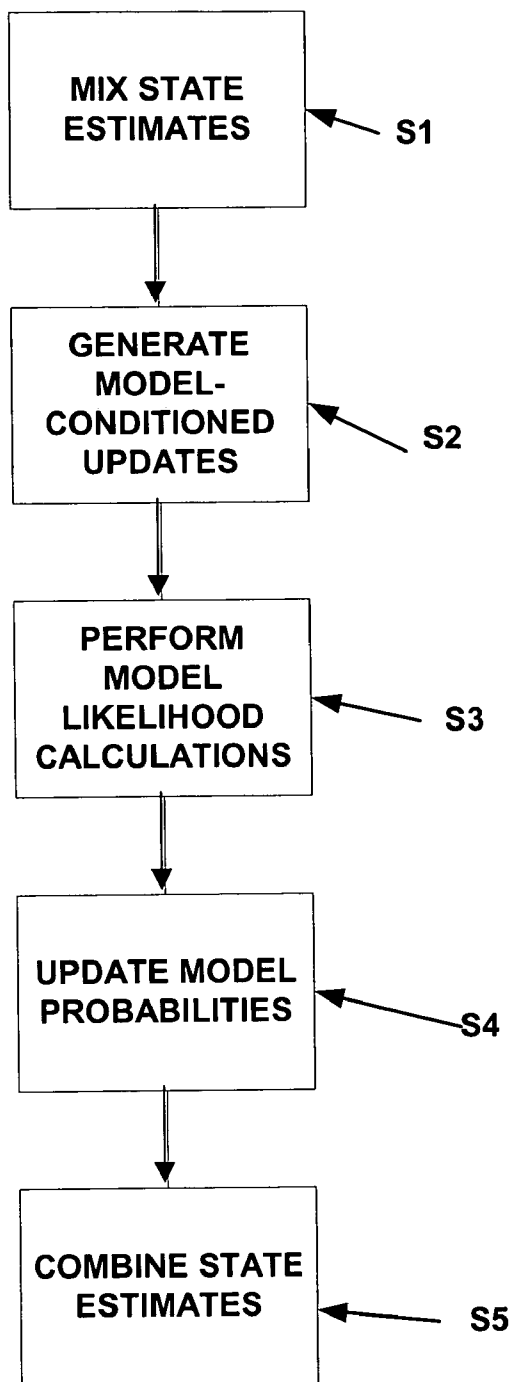 MIX STATE
ESTIMATES
S1
GENERATE
MODEL-
CONDITIONED
UPDATES
S2
PERFORM
MODEL
LIKELIHOOD
CALCULATIONS
S3
UPDATE MODEL
PROBABILITIES
S4
COMBINE STATE
ESTIMATES
S5